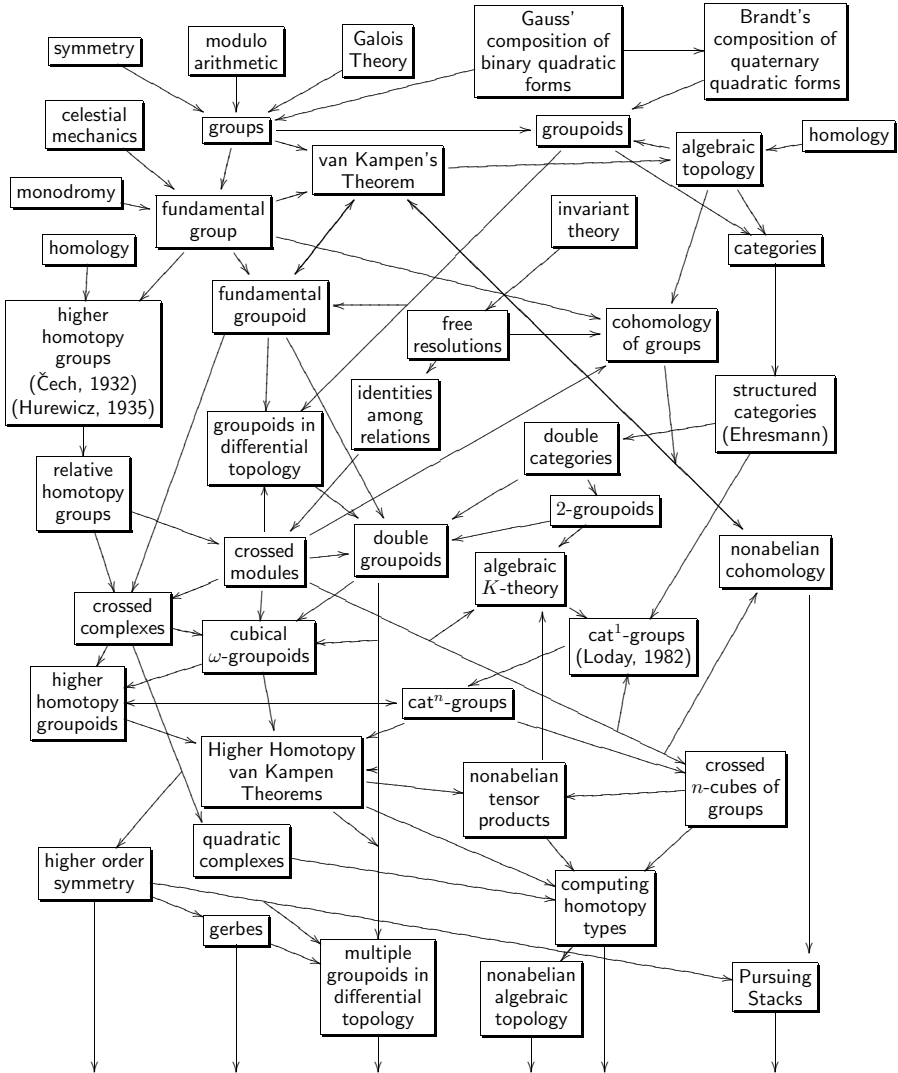 symmetry
modulo
arithmetic
Galois
Theory
Gauss'
composition of
binary quadratic
forms
Brandt's
composition of
quaternary
quadratic forms
celestial
mechanics
groups
groupoids
homology
van Kampen's
Theorem
algebraic
topology
monodromy
fundamental
group
invariant
theory
homology
categories
fundamental
groupoid
higher
homotopy
groups
(Čech, 1932)
(Hurewicz, 1935)
free
resolutions
cohomology
of groups
identities
among
relations
structured
categories
(Ehresmann)
groupoids in
differential
topology
double
categories
relative
homotopy
groups
2-groupoids
crossed
modules
double
groupoids
algebraic
K-theory
nonabelian
cohomology
crossed
complexes
cubical
ω-groupoids
cat¹-groups
(Loday, 1982)
higher
homotopy
groupoids
catⁿ-groups
Higher Homotopy
van Kampen
Theorems
nonabelian
tensor
products
crossed
n-cubes of
groups
quadratic
complexes
higher order
symmetry
computing
homotopy
types
gerbes
multiple
groupoids in
differential
topology
nonabelian
algebraic
topology
Pursuing
Stacks